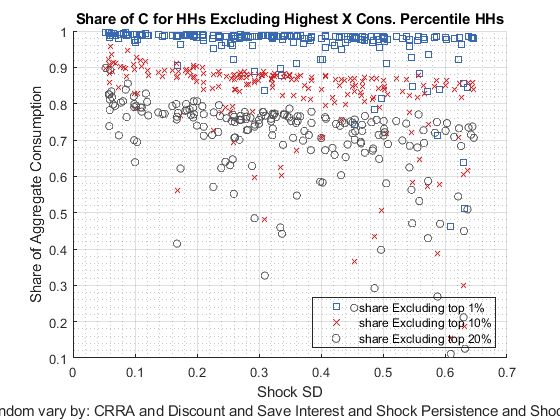 Share of C for HHs Excluding Highest X Cons. Percentile HHs
1
0.9
0.8
0.7
0.6
0.5
0.4
0.3
0.2
0.1
Share of Aggregate Consumption
share Excluding top 1%
share Excluding top 10%
share Excluding top 20%
0 0.1 0.2 0.3 0.4 0.5 0.6 0.7
Shock SD
ndom vary by: CRRA and Discount and Save Interest and Shock Persistence and Sho